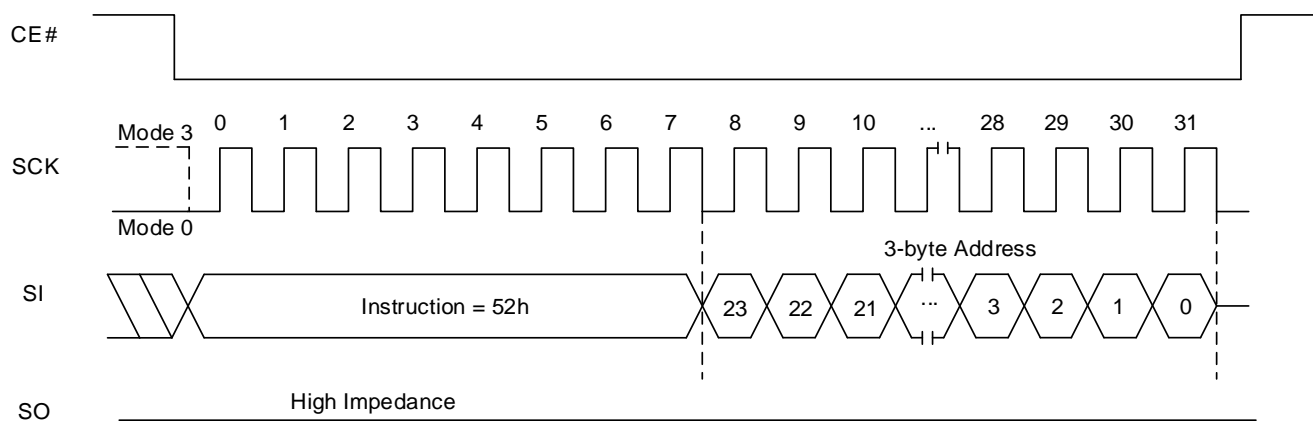 CE#
0 1 2 3 4 5 6 7 8 9 10 ... 28 29 30 31
Mode 3
SCK
Mode 0
3-byte Address
SI
Instruction = 52h
23 22 21 ... 3 2 1 0
High Impedance
SO